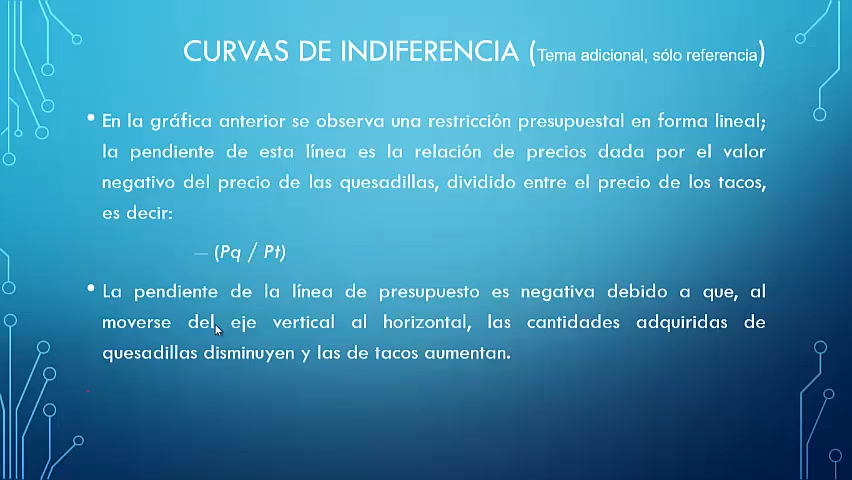 CURVAS DE INDIFERENCIA (Tema adicional, sólo referencia)
• En la gráfica anterior se observa una restricción presupuestal en forma lineal;
la pendiente de esta línea es la relación de precios dada por el valor
negativo del precio de las quesadillas, dividido entre el precio de los tacos,
es decir:
— (Pq / Pt)
• La pendiente de la línea de presupuesto es negativa debido a que, al
moverse del eje vertical al horizontal, las cantidades adquiridas de
quesadillas disminuyen y las de tacos aumentan.